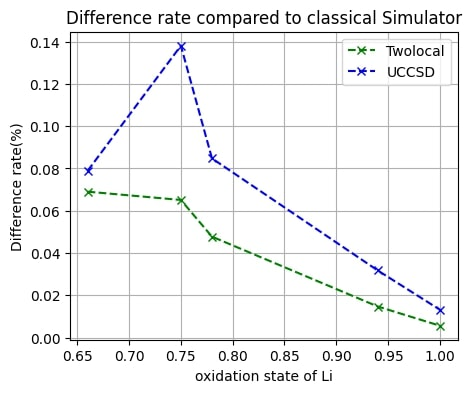 Difference rate compared to classical Simulator
Twolocal
UCCSD
0.14
0.12
0.10
0.08
0.06
0.04
0.02
0.00
Difference rate(%)
0.65 0.70 0.75 0.80 0.85 0.90 0.95 1.00
oxidation state of Li